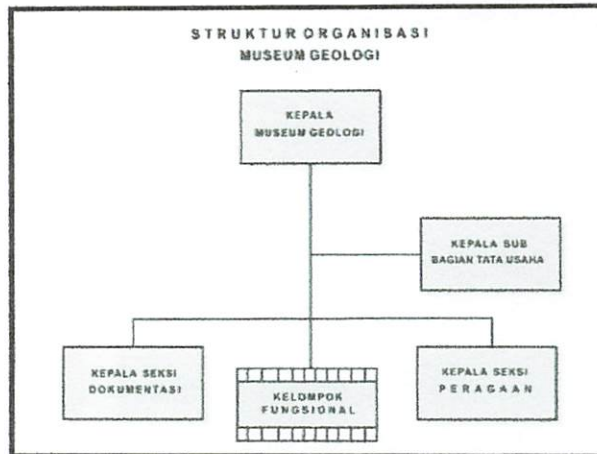 STRUKTUR ORGANISASI
MUSEUM GEOLOGI
KEPALA
MUSEUM GEOLOGI
KEPALA SUB
BAGIAN TATA USAHA
KEPALA SEKSI
DOKUMENTASI
KELOMPOK
FUNGSIONAL
KEPALA SEKSI
PERAGAAN